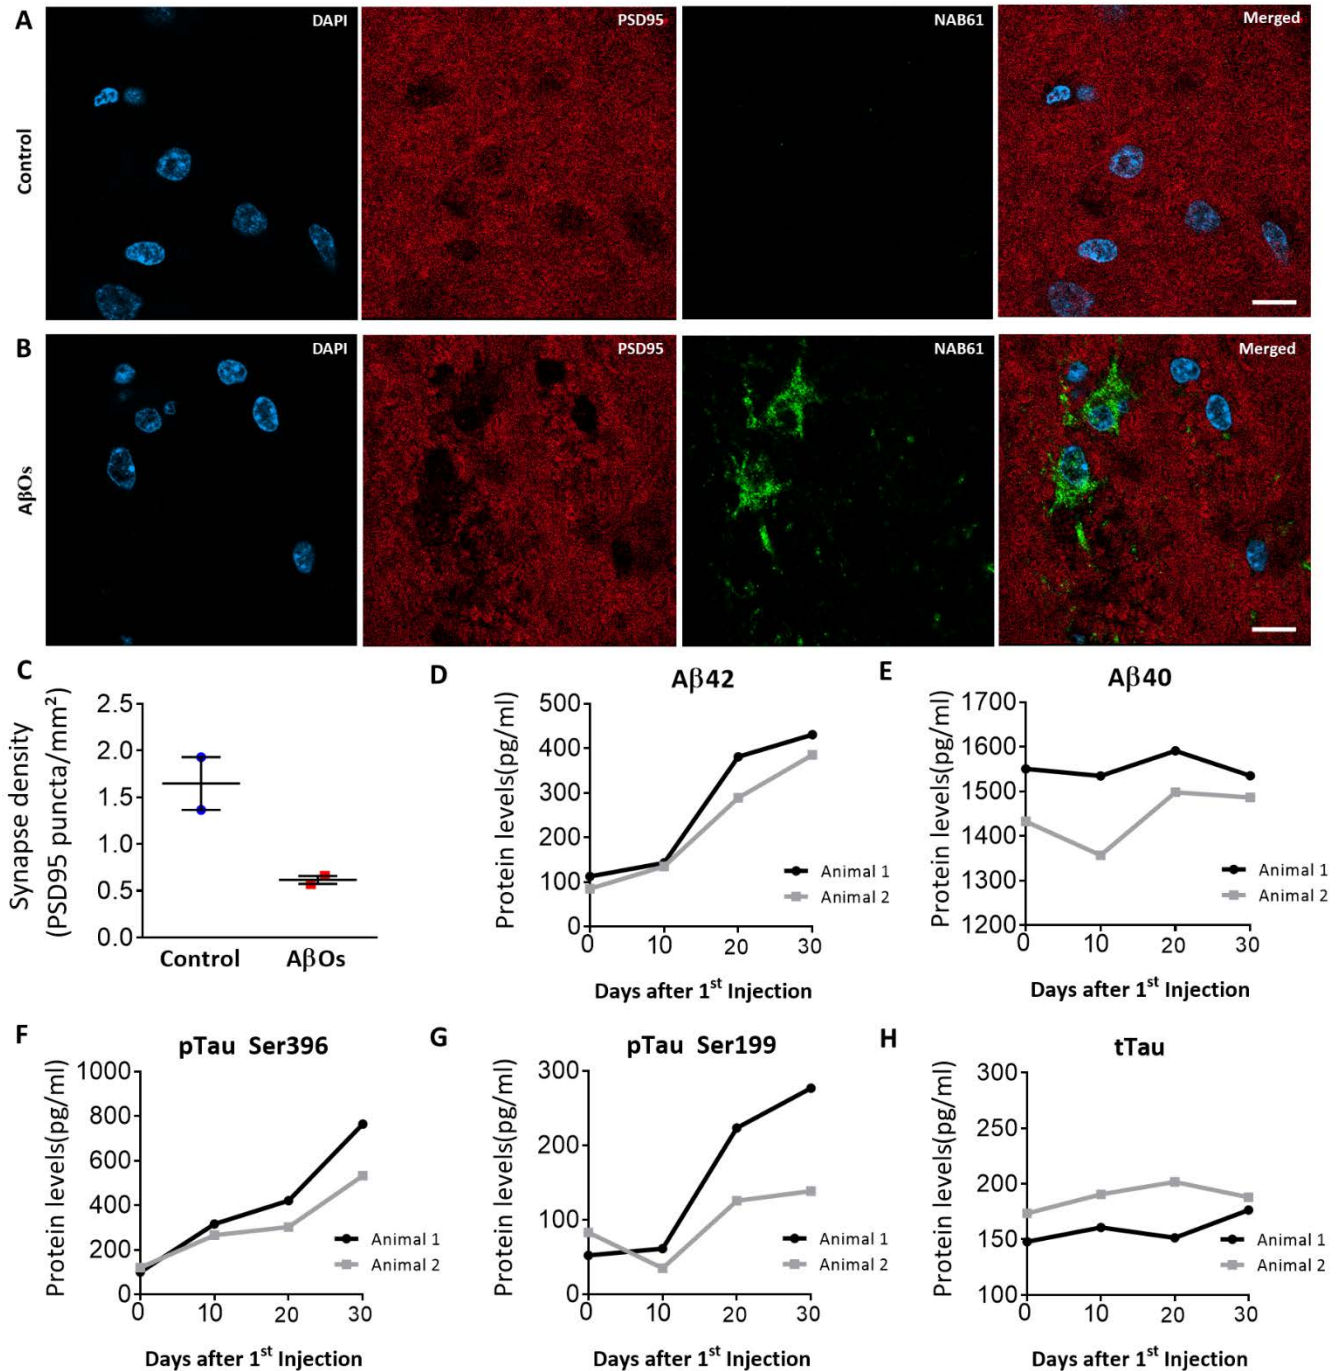 A
DAPI
PSD95
NAB61
Merged
Control
B
DAPI
PSD95
NAB61
Merged
AβOs
C
Synapse density
(PSD95 puncta/mm²)
2.5
2.0
1.5
1.0
0.5
0.0
Control
AβOs
D
Aβ42
Protein levels(pg/ml)
500
400
300
200
100
0
0
10
20
30
Animal 1
Animal 2
Days after 1st Injection
E
Aβ40
Protein levels(pg/ml)
1700
1600
1500
1400
1300
1200
0
10
20
30
Animal 1
Animal 2
Days after 1st Injection
F
pTau Ser396
Protein levels(pg/ml)
1000
800
600
400
200
0
0
10
20
30
Animal 1
Animal 2
Days after 1st Injection
G
pTau Ser199
Protein levels(pg/ml)
300
200
100
0
0
10
20
30
Animal 1
Animal 2
Days after 1st Injection
H
tTau
Protein levels(pg/ml)
300
250
200
150
100
0
10
20
30
Animal 1
Animal 2
Days after 1st Injection